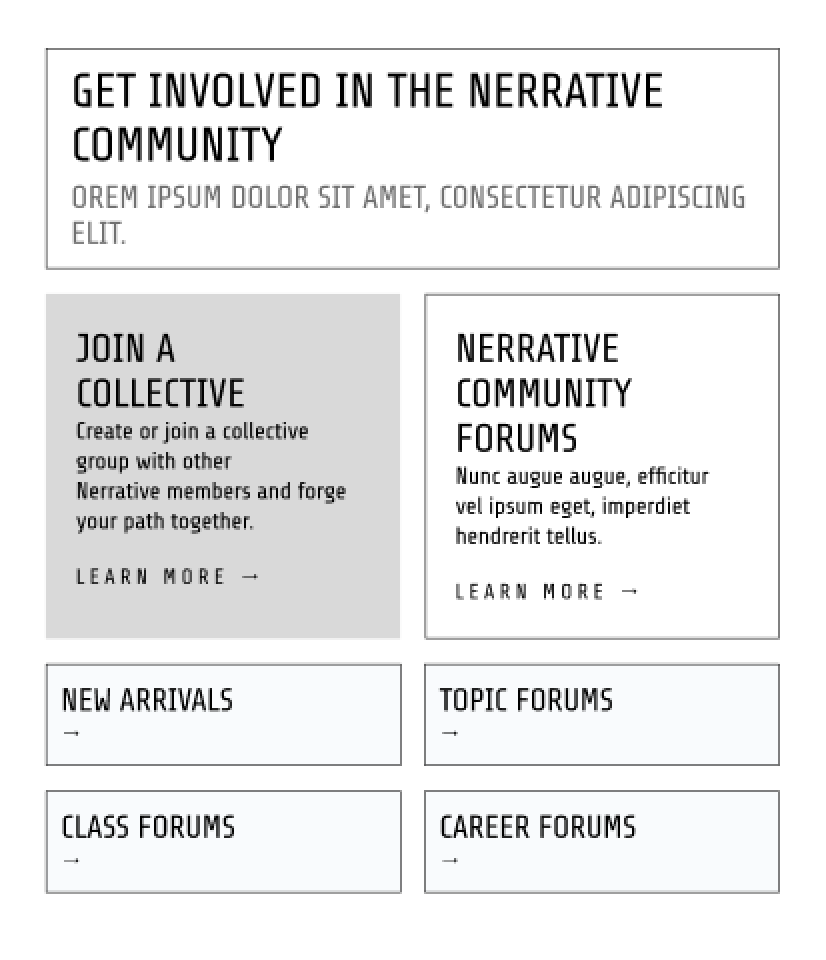 GET INVOLVED IN THE NERRATIVE
COMMUNITY
OREM IPSUM DOLOR SIT AMET, CONSECTETUR ADIPISCING
ELIT.
JOIN A
COLLECTIVE
Create or join a collective
group with other
Nerrative members and forge
your path together.
LEARN MORE →
NERRATIVE
COMMUNITY
FORUMS
Nunc augue augue, efficitur
vel ipsum eget, imperdiet
hendrerit tellus.
LEARN MORE →
NEW ARRIVALS
→
TOPIC FORUMS
→
CLASS FORUMS
→
CAREER FORUMS
→